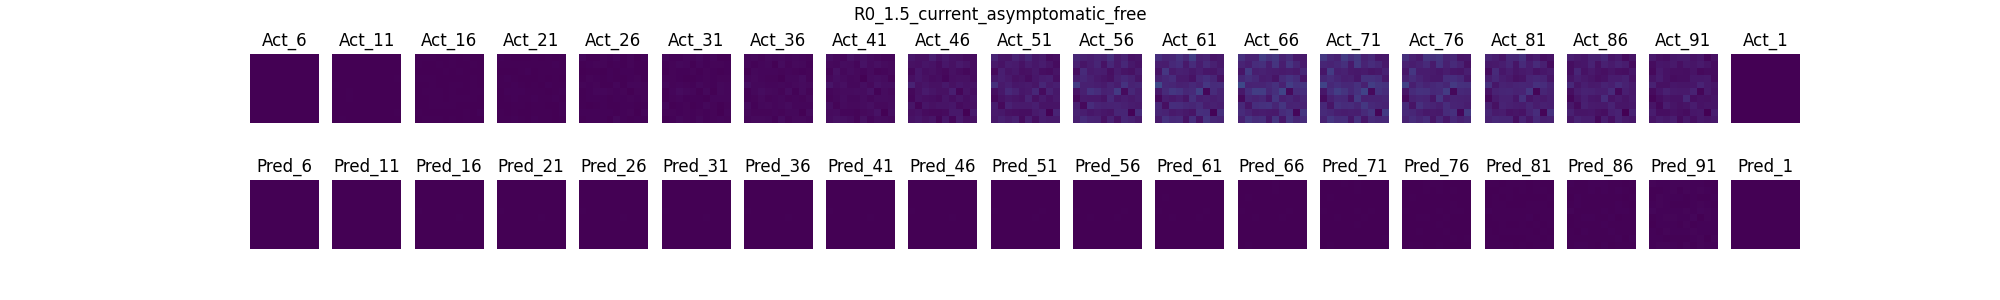 R0_1.5_current_asymptomatic_free
Act_6 Act_11 Act_16 Act_21 Act_26 Act_31 Act_36 Act_41 Act_46 Act_51 Act_56 Act_61 Act_66 Act_71 Act_76 Act_81 Act_86 Act_91 Act_1
Pred_6 Pred_11 Pred_16 Pred_21 Pred_26 Pred_31 Pred_36 Pred_41 Pred_46 Pred_51 Pred_56 Pred_61 Pred_66 Pred_71 Pred_76 Pred_81 Pred_86 Pred_91 Pred_1